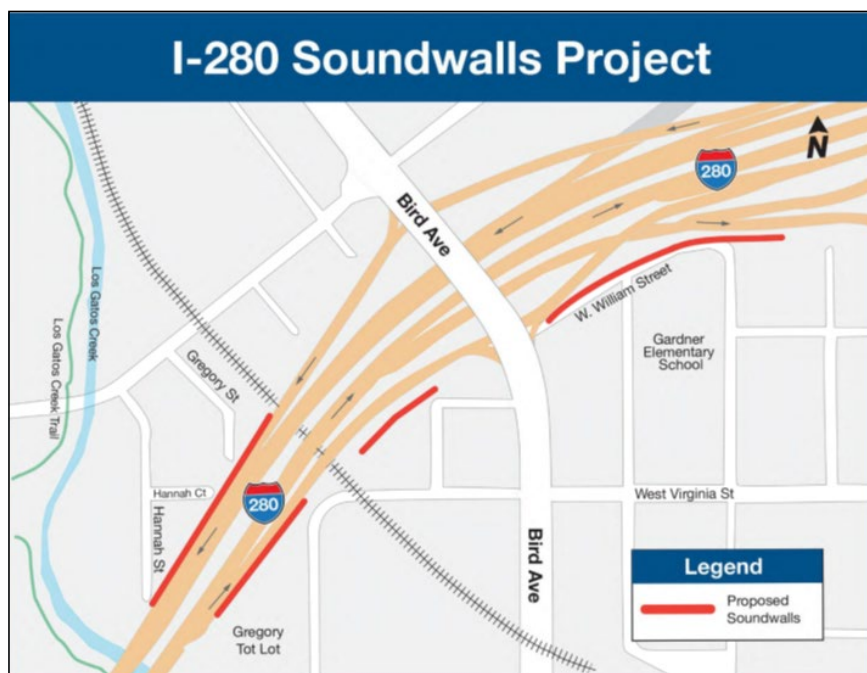 I-280 Soundwalls Project
N
280
Bird Ave
Los Gatos Creek
Los Gatos Creek Trail
W. William Street
Gardner
Elementary
School
Gregory St
Hannah Ct
280
Hannah St
West Virginia St
Bird Ave
Gregory
Tot Lot
Legend
Proposed
Soundwalls